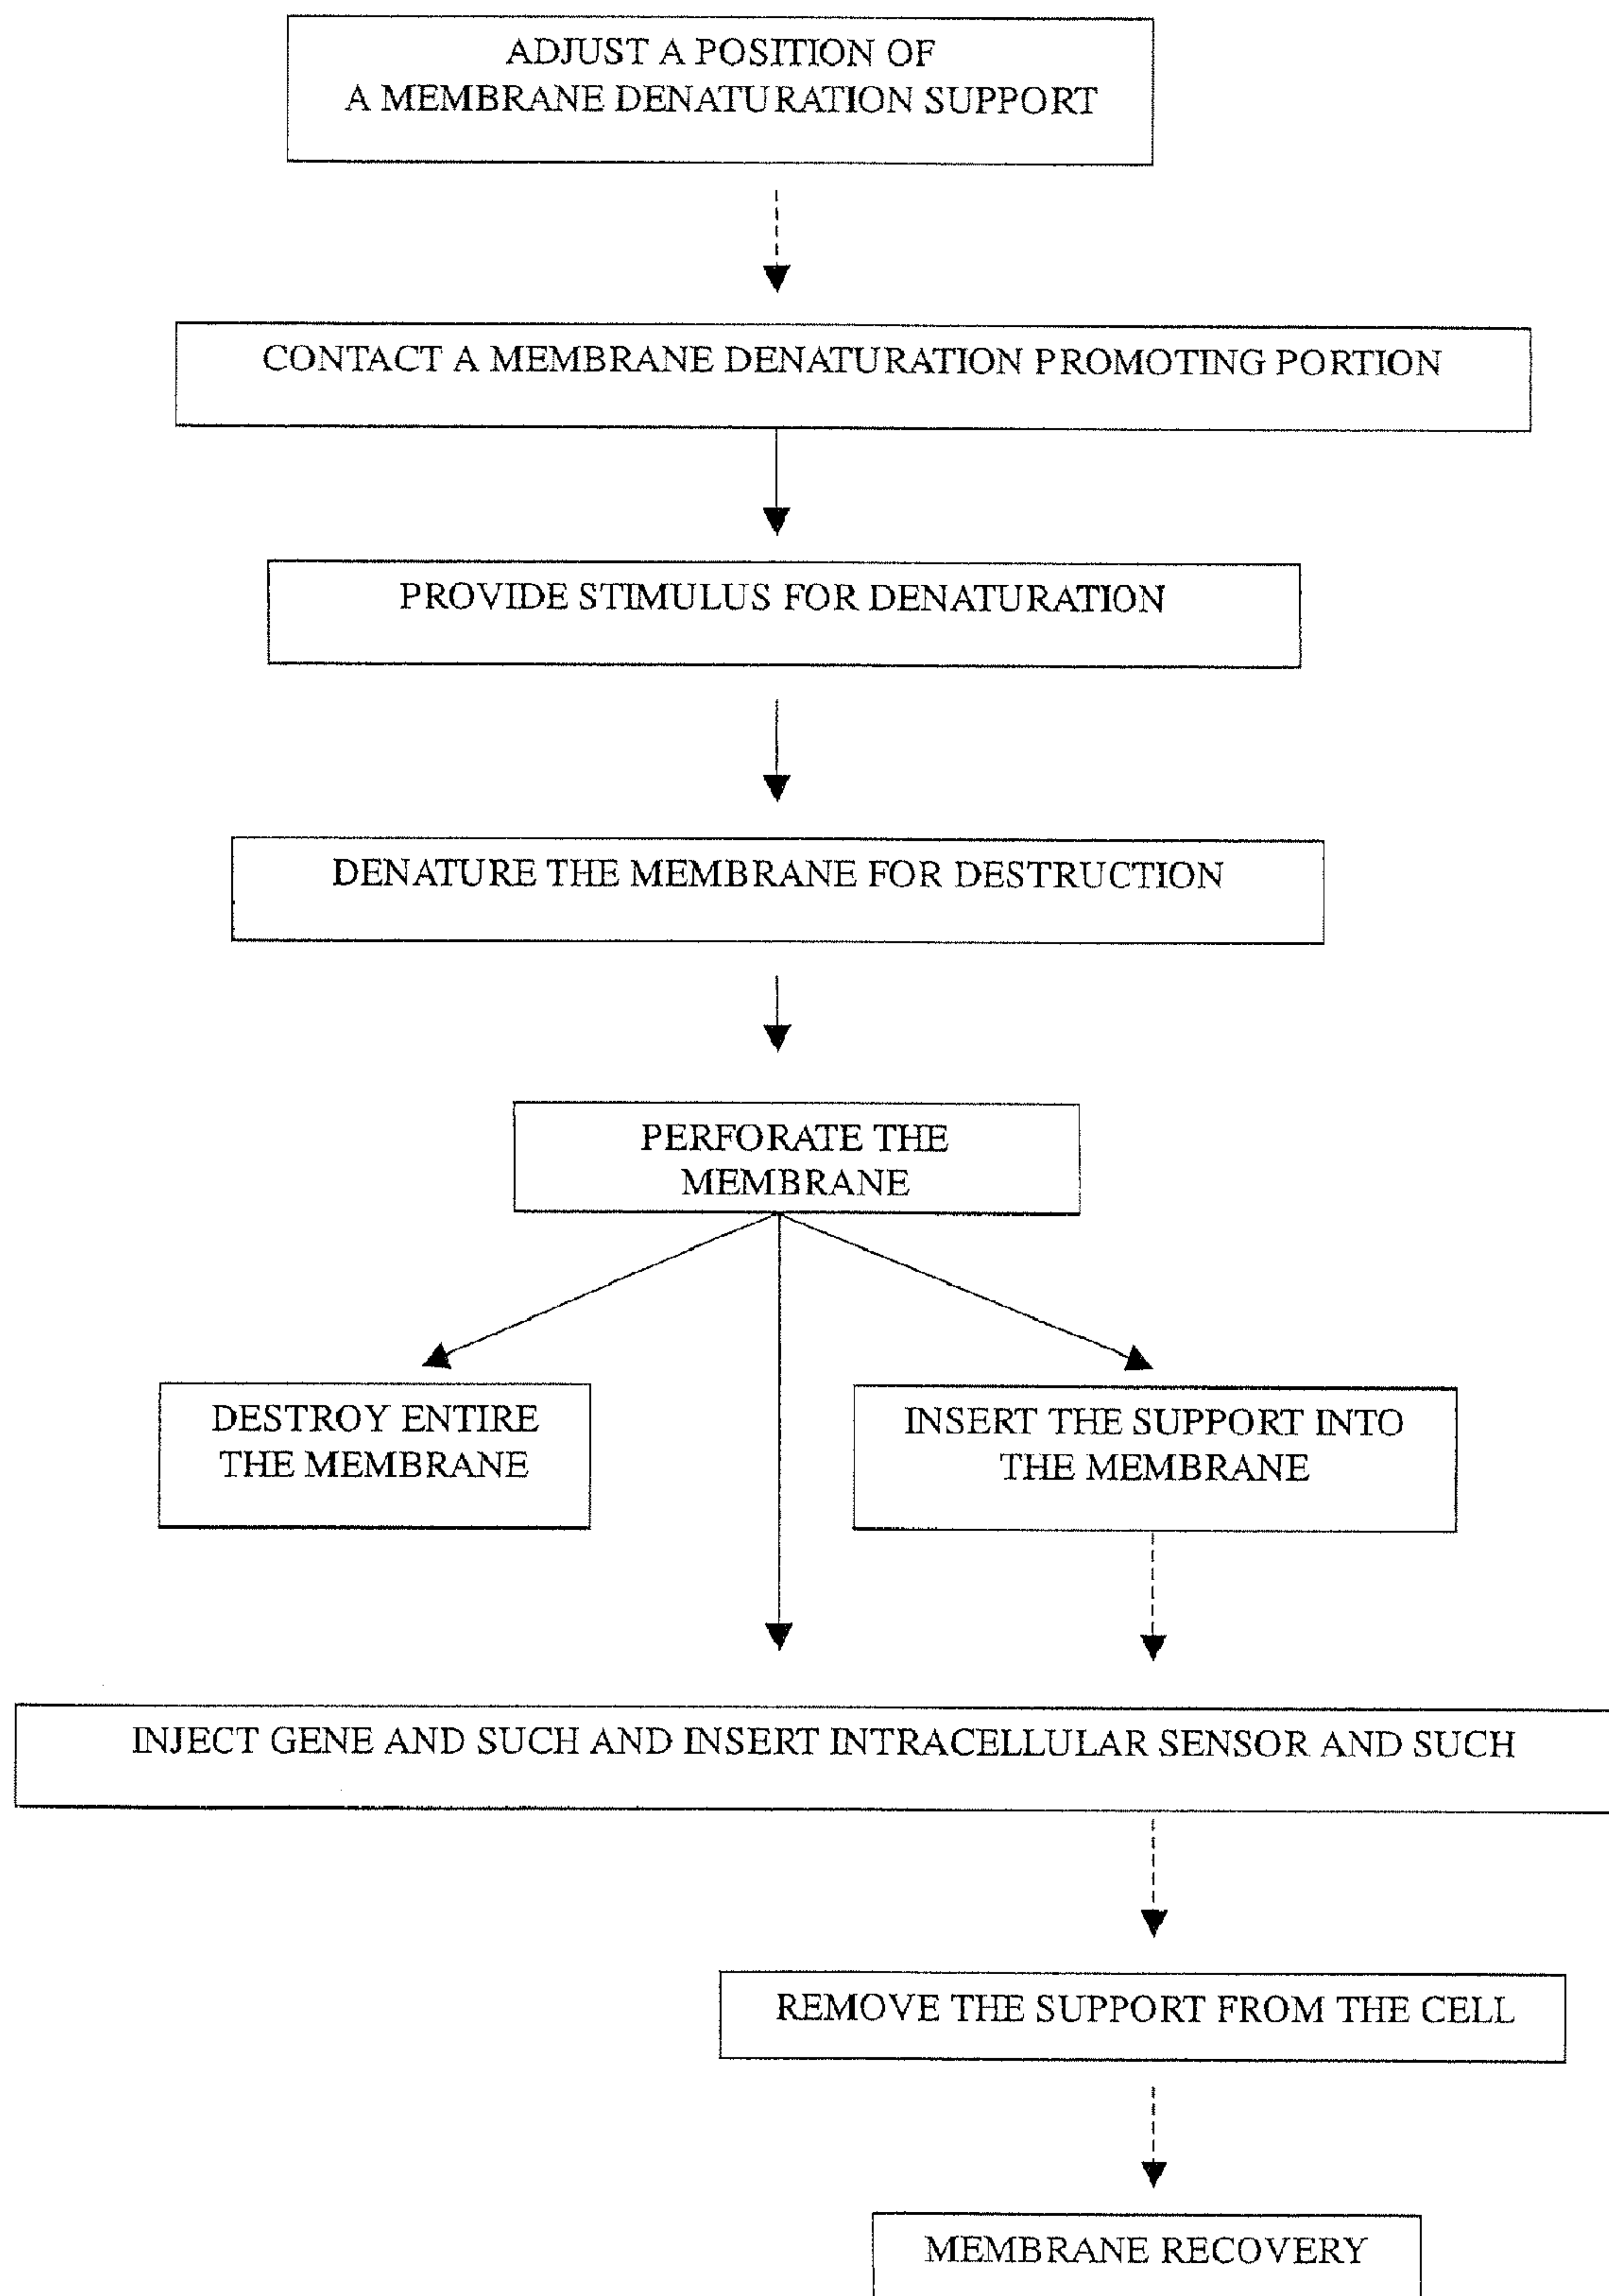 ADJUST A POSITION OF
A MEMBRANE DENATURATION SUPPORT
CONTACT A MEMBRANE DENATURATION PROMOTING PORTION
PROVIDE STIMULUS FOR DENATURATION
DENATURE THE MEMBRANE FOR DESTRUCTION
PERFORATE THE
MEMBRANE
DESTROY ENTIRE
THE MEMBRANE
INSERT THE SUPPORT INTO
THE MEMBRANE
INJECT GENE AND SUCH AND INSERT INTRACELLULAR SENSOR AND SUCH
REMOVE THE SUPPORT FROM THE CELL
MEMBRANE RECOVERY